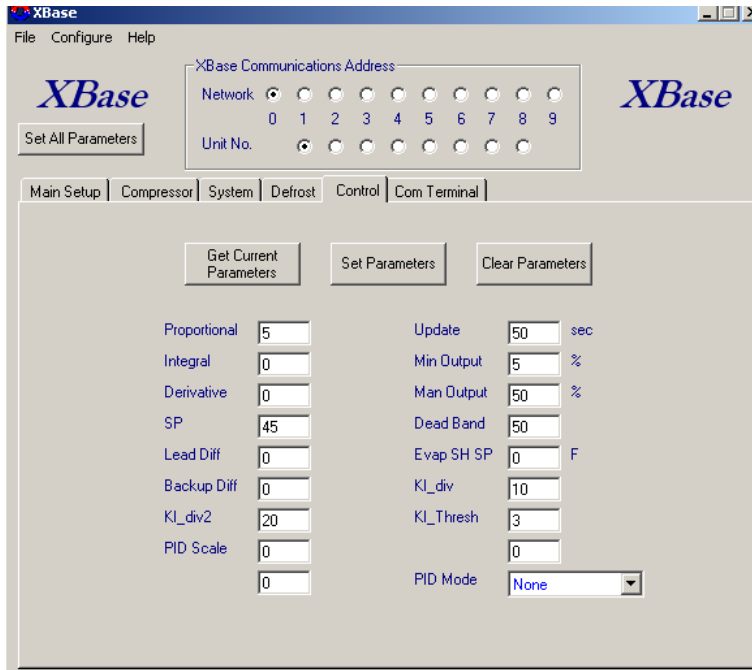 XBase
File Configure Help
XBase Communications Address
XBase
Network
XBase
0 1 2 3 4 5 6 7 8 9
Set All Parameters
Unit No.
Main Setup Compressor System Defrost Control Com Terminal
Get Current
Parameters
Set Parameters
Clear Parameters
Proportional 5 Update 50 sec
Integral 0 Min Output 5 %
Derivative 0 Man Output 50 %
SP 45 Dead Band 50
Lead Diff 0 Evap SH SP 0 F
Backup Diff 0 KI_div 10
KI_div2 20 KI_Thresh 3
PID Scale 0 0
0 PID Mode None